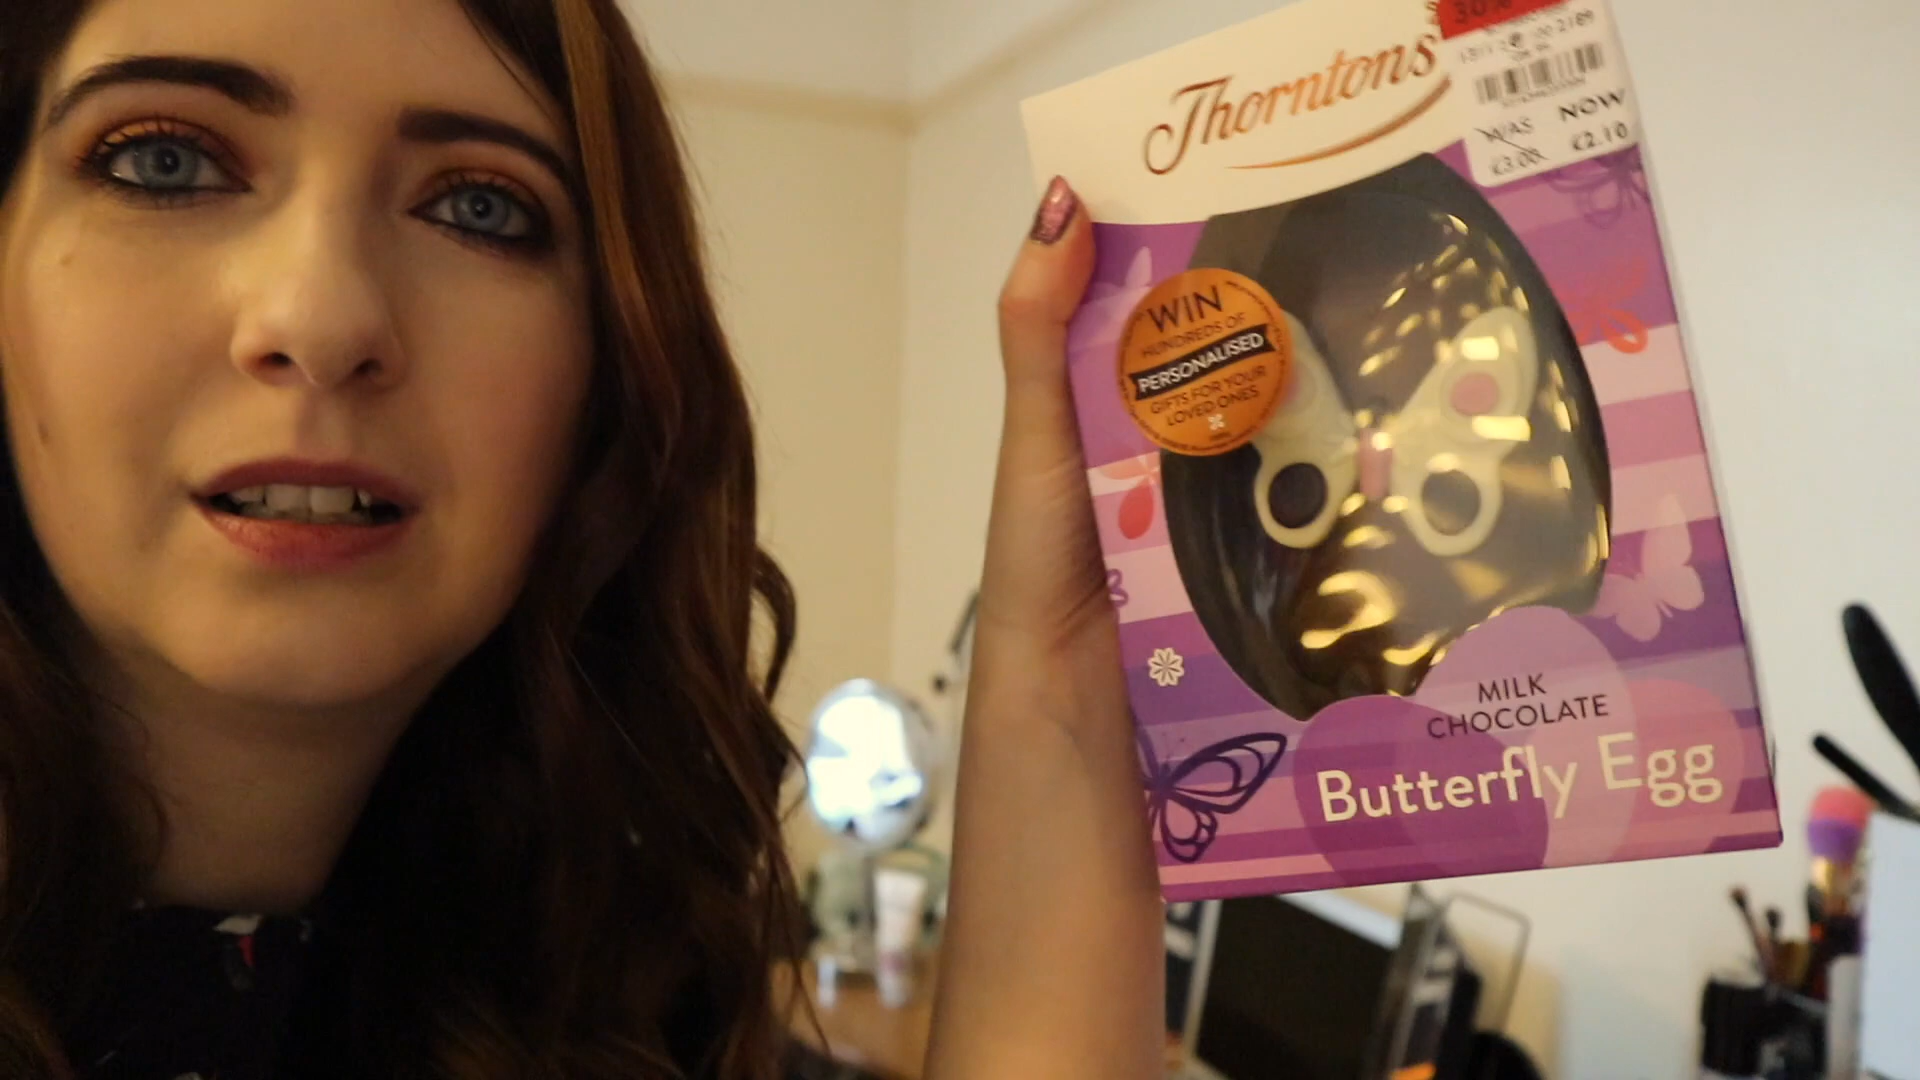 Thorntons
30%
NOW
WAS
£3.00
£2.10
WIN
HUNDREDS OF
PERSONALISED
GIFTS FOR YOUR
LOVED ONES
MILK
CHOCOLATE
Butterfly Egg